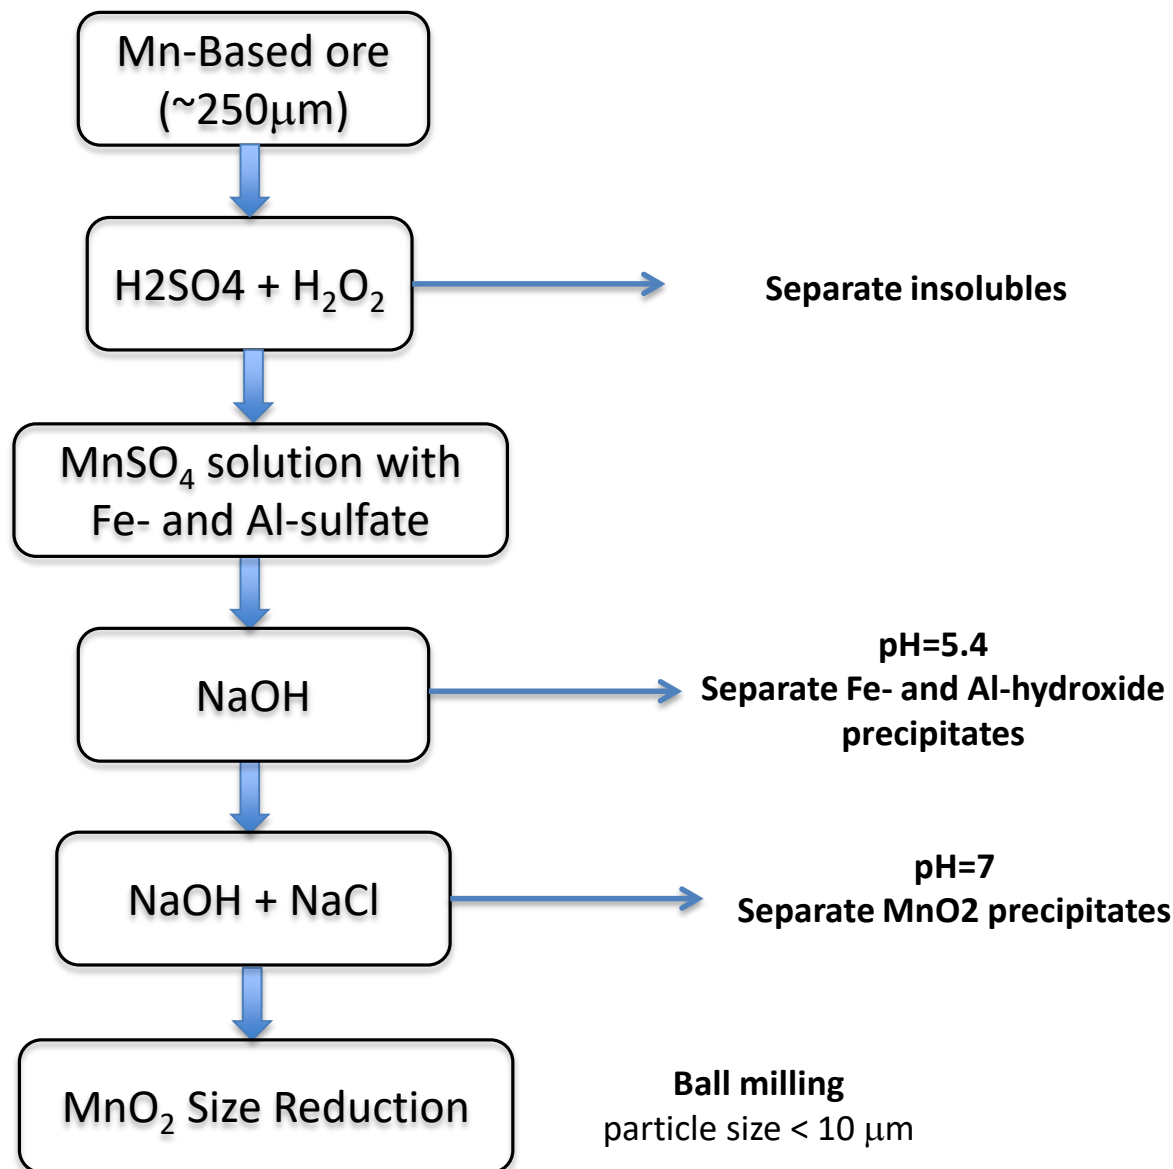 Mn-Based ore
(~250μm)
H2SO4 + H₂O₂
Separate insolubles
MnSO₄ solution with
Fe- and Al-sulfate
NaOH
pH=5.4
Separate Fe- and Al-hydroxide
precipitates
NaOH + NaCl
pH=7
Separate MnO2 precipitates
MnO₂ Size Reduction
Ball milling
particle size < 10 μm